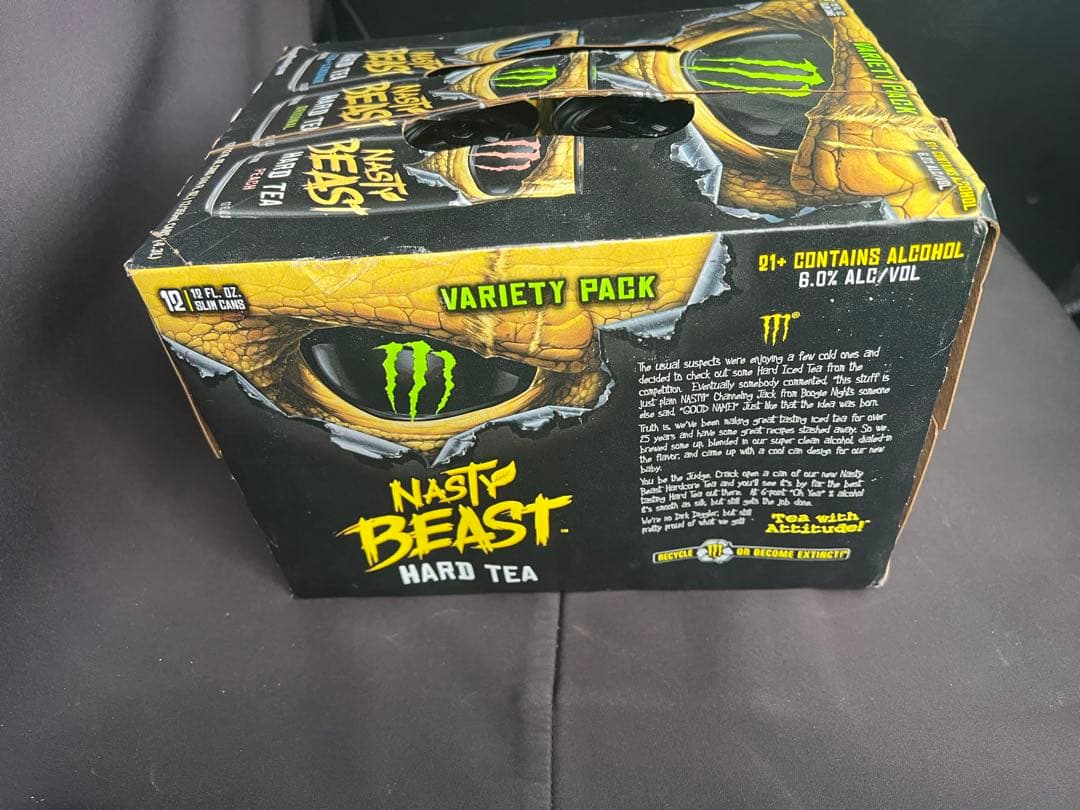 NASTY
BEAST
HARD TEA
NASTY
BEAST
HARD TEA
NASTY
BEAST
HARD TEA
PEACH
VARIETY PACK
12 | 12 FL. OZ.
SLIM CANS
VARIETY PACK
21+ CONTAINS ALCOHOL
6.0% ALC/VOL
The usual suspects were enjoying a few cold ones and
decided to check out some Hard Iced Tea from the
competition. Eventually somebody commented, "this stuff is
just plain NASTY!" Channeling Jack from Boogie Nights someone
else said "GOOD NAME!" Just like that the idea was born.
Truth is, we've been making great tasting iced tea for over
25 years and have some great recipes stashed away. So we
brewed some up, blended in our super clean alcohol, dialed-in
the flavor, and came up with a cool can design for our new
baby.
You be the Judge. Crack open a can of our new Nasty
Beast Hardcore Tea and you'll see it's by far the best
tasting Hard Tea out there. At 6-point "Oh Yea" % alcohol
it's smooth as silk, but still gets the job done.
We're no Dirk Diggler, but still
pretty proud of what we got!
Tea with
Attitude!
RECYCLE OR BECOME EXTINCT!
NASTY
BEAST™
HARD TEA